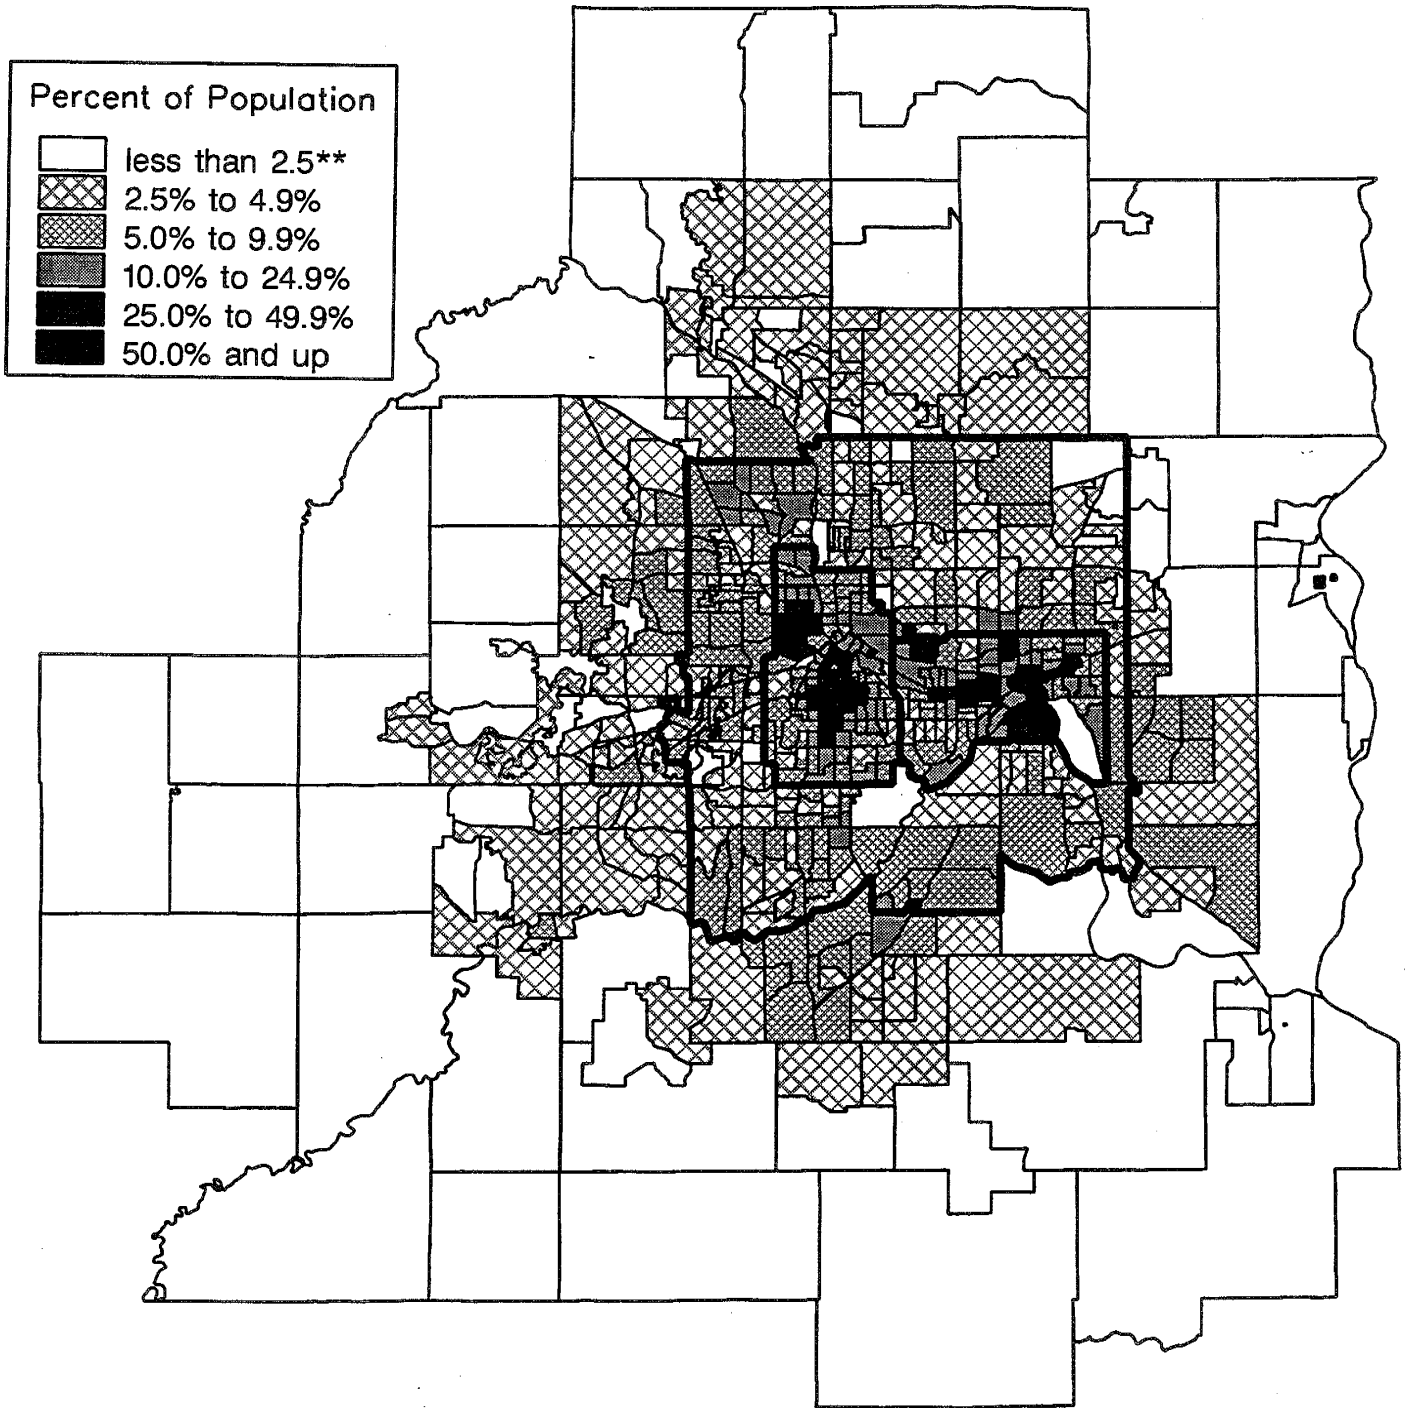 Percent of Population
less than 2.5**
2.5% to 4.9%
5.0% to 9.9%
10.0% to 24.9%
25.0% to 49.9%
50.0% and up